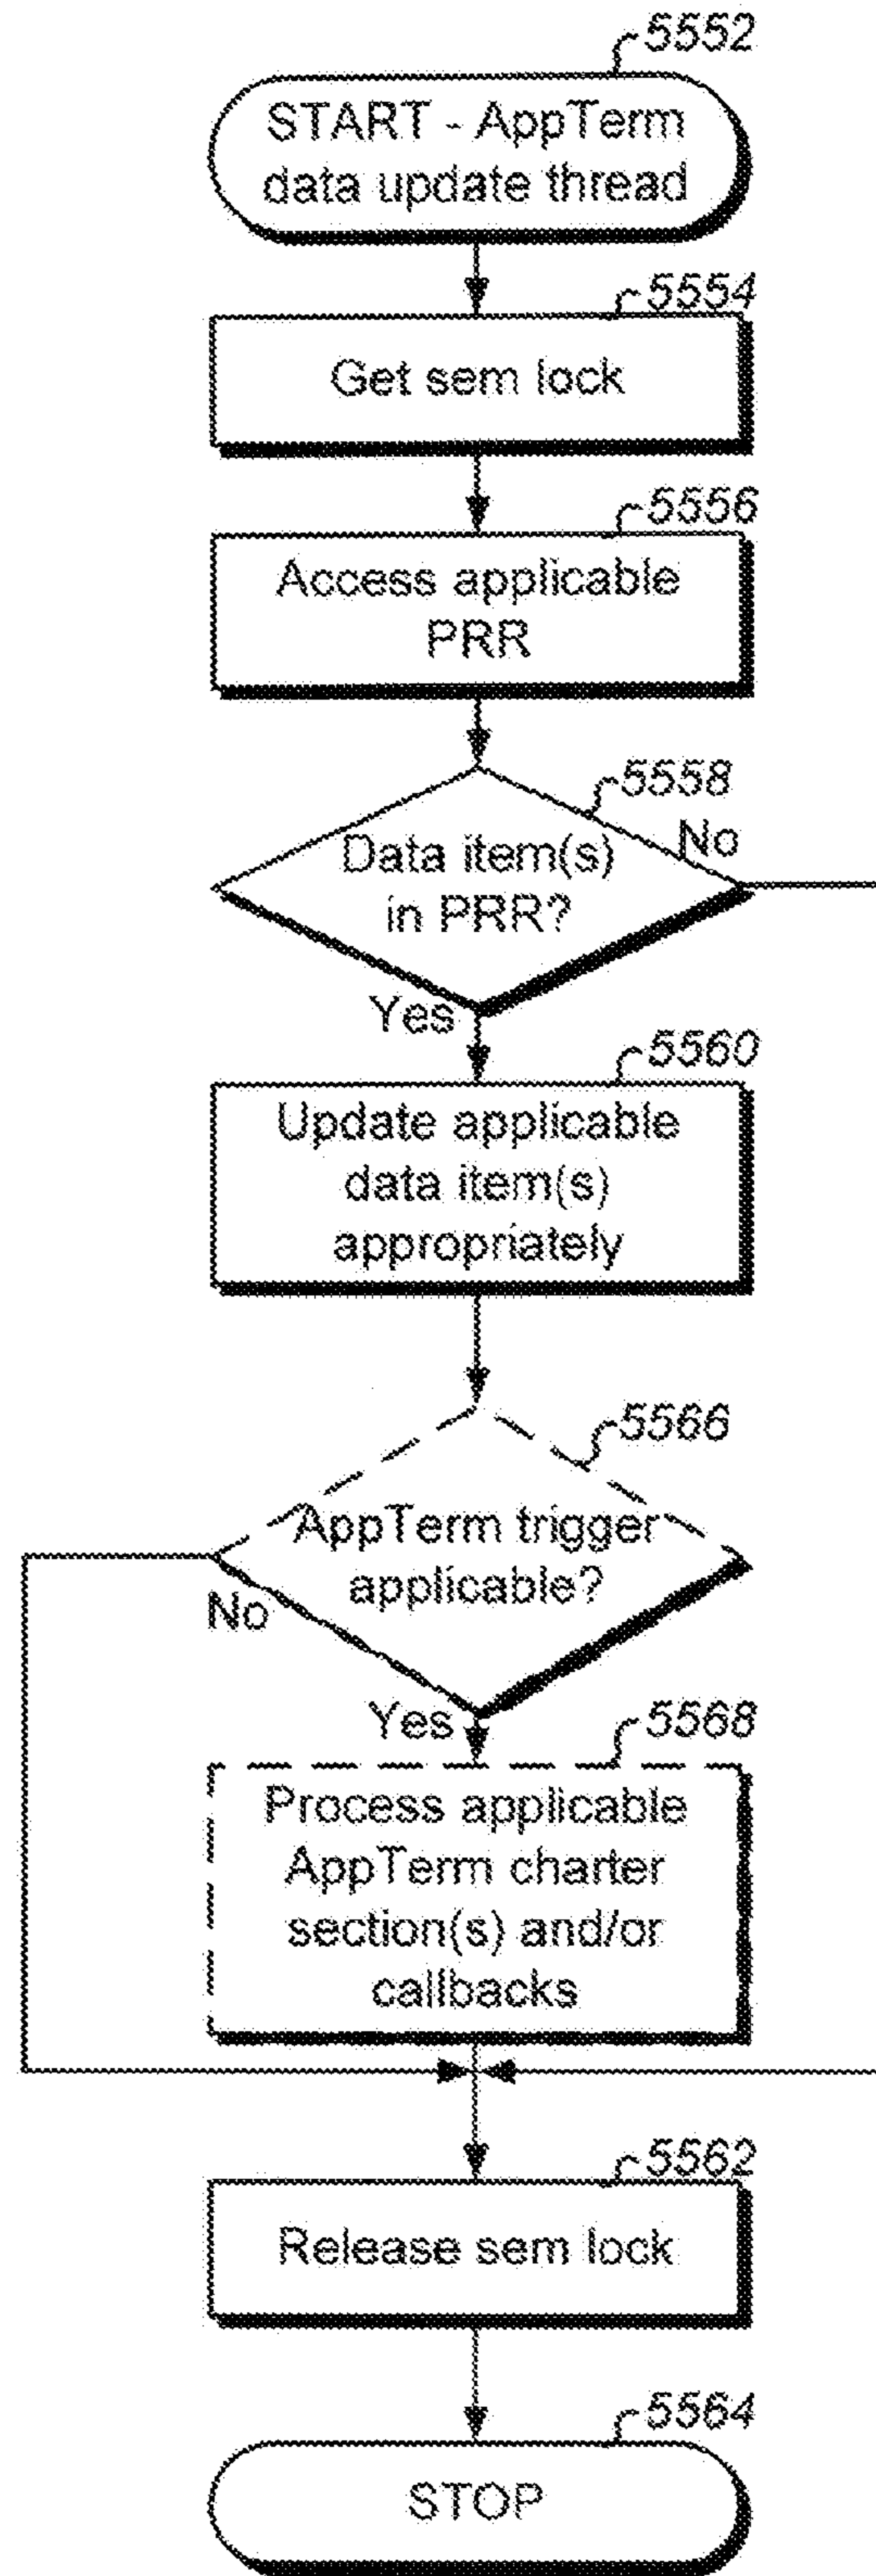 5552
START - AppTerm
data update thread
5554
Get sem lock
5556
Access applicable
PRR
5558
No
Data item(s)
in PRR?
Yes
5560
Update applicable
data item(s)
appropriately
5566
AppTerm trigger
applicable?
No
Yes
5568
Process applicable
AppTerm charter
section(s) and/or
callbacks
5562
Release sem lock
5564
STOP